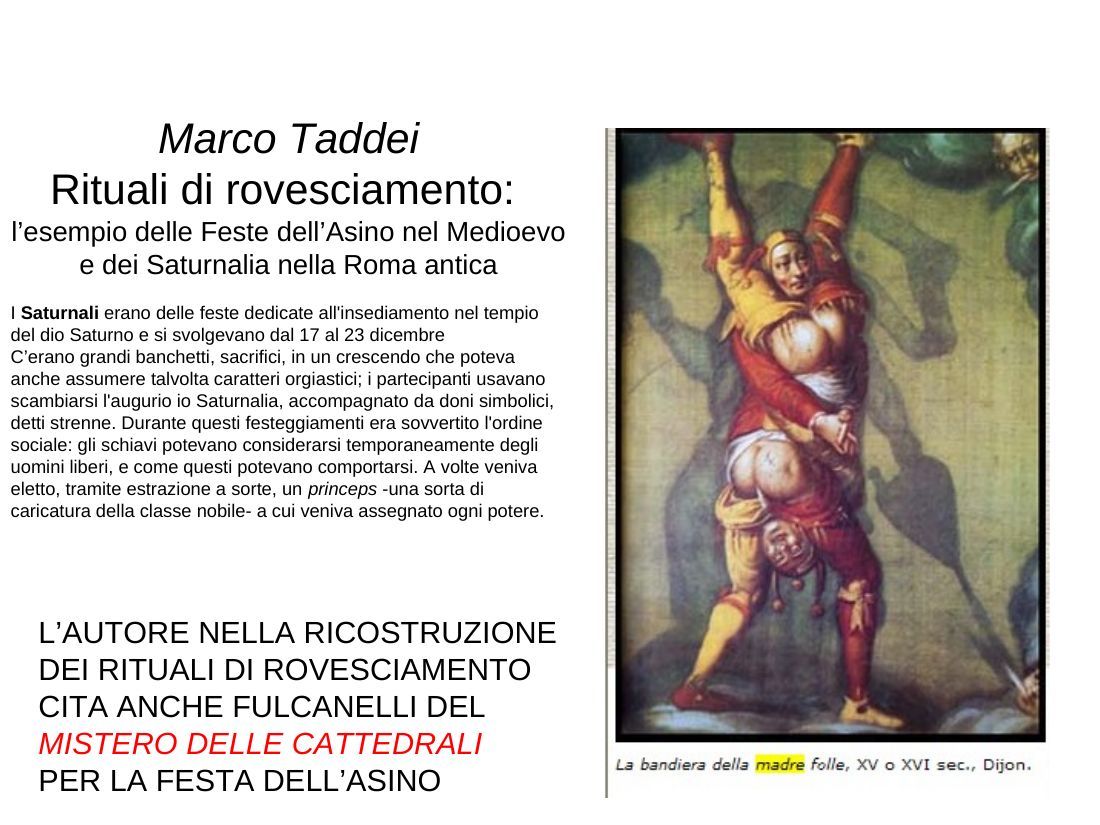 Marco Taddei
Rituali di rovesciamento:
l’esempio delle Feste dell’Asino nel Medioevo
e dei Saturnalia nella Roma antica
I Saturnali erano delle feste dedicate all'insediamento nel tempio
del dio Saturno e si svolgevano dal 17 al 23 dicembre
C’erano grandi banchetti, sacrifici, in un crescendo che poteva
anche assumere talvolta caratteri orgiastici; i partecipanti usavano
scambiarsi l'augurio io Saturnalia, accompagnato da doni simbolici,
detti strenne. Durante questi festeggiamenti era sovvertito l'ordine
sociale: gli schiavi potevano considerarsi temporaneamente degli
uomini liberi, e come questi potevano comportarsi. A volte veniva
eletto, tramite estrazione a sorte, un princeps -una sorta di
caricatura della classe nobile- a cui veniva assegnato ogni potere.
L’AUTORE NELLA RICOSTRUZIONE
DEI RITUALI DI ROVESCIAMENTO
CITA ANCHE FULCANELLI DEL
MISTERO DELLE CATTEDRALI
PER LA FESTA DELL’ASINO
La bandiera della madre folle, XV o XVI sec., Dijon.